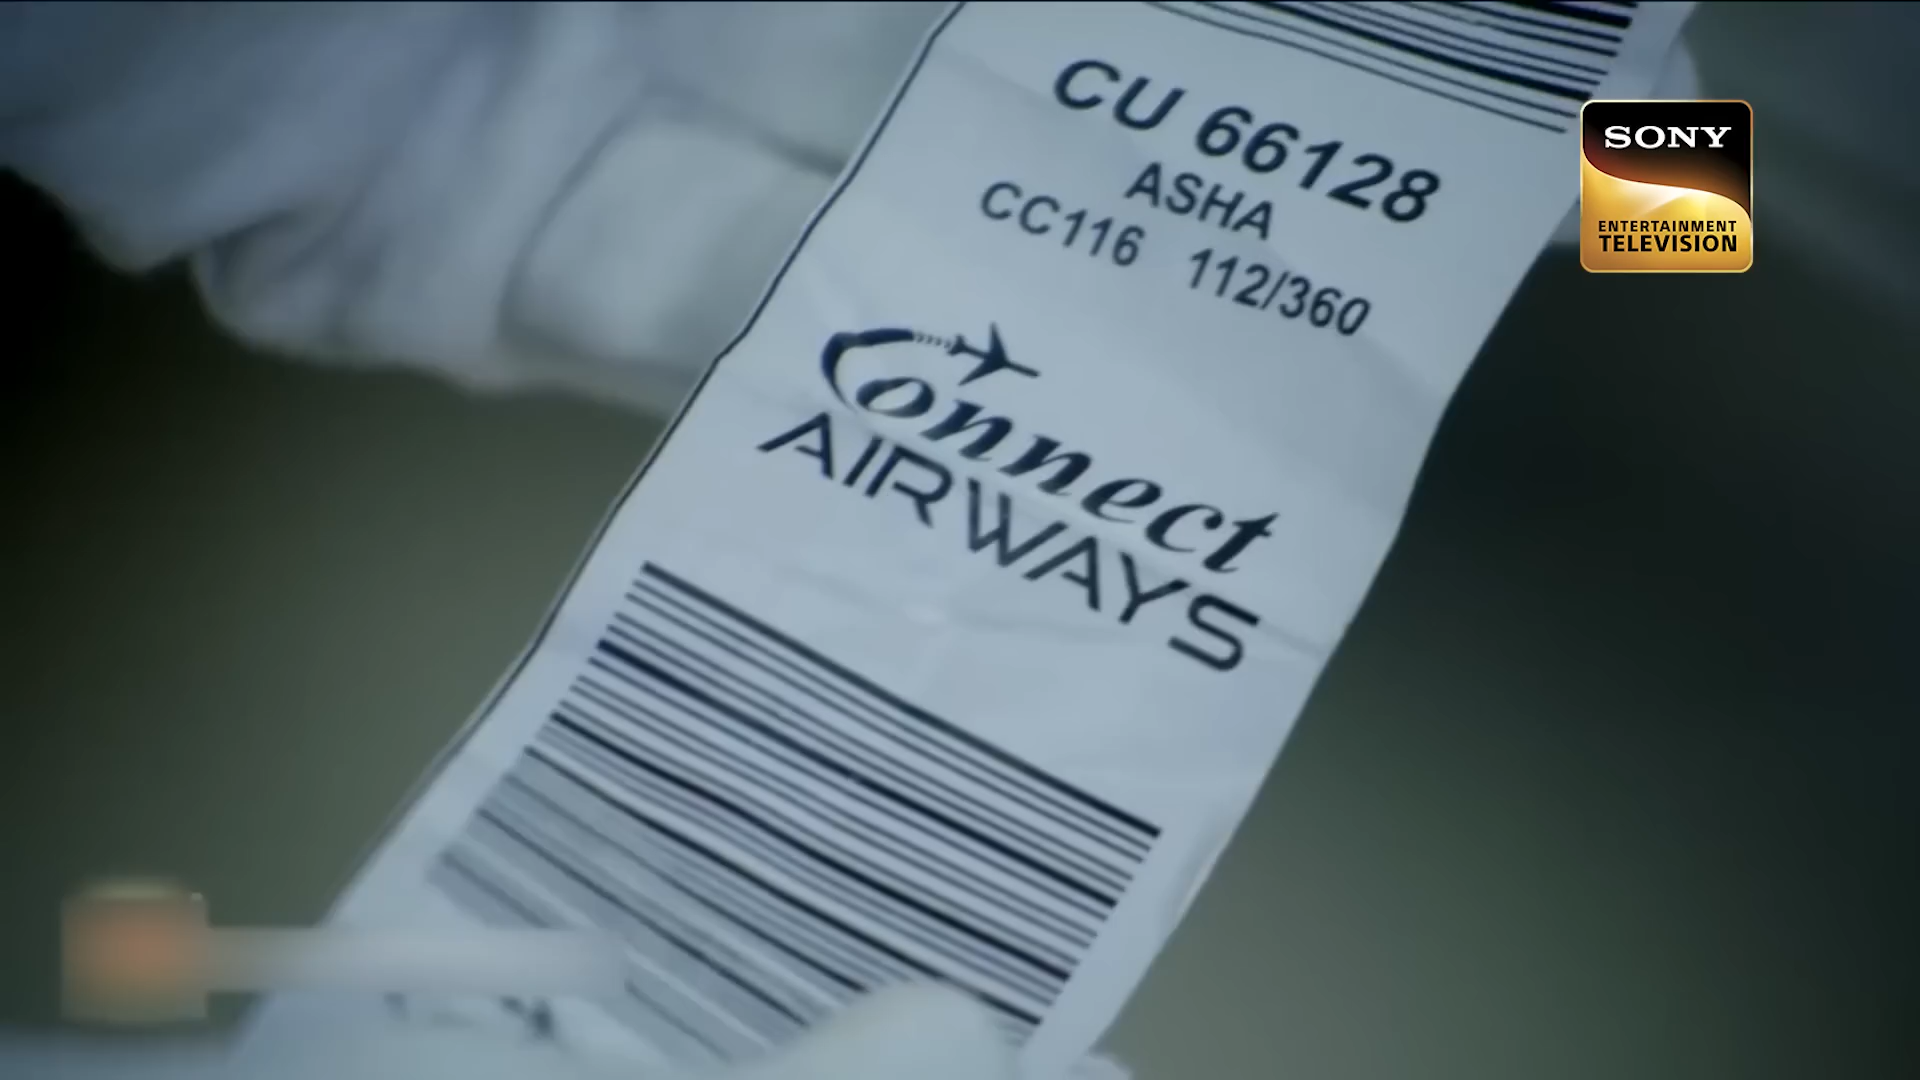 CU 66128
ASHA
CC116 112/360
Connect
AIRWAYS
SONY
ENTERTAINMENT
TELEVISION